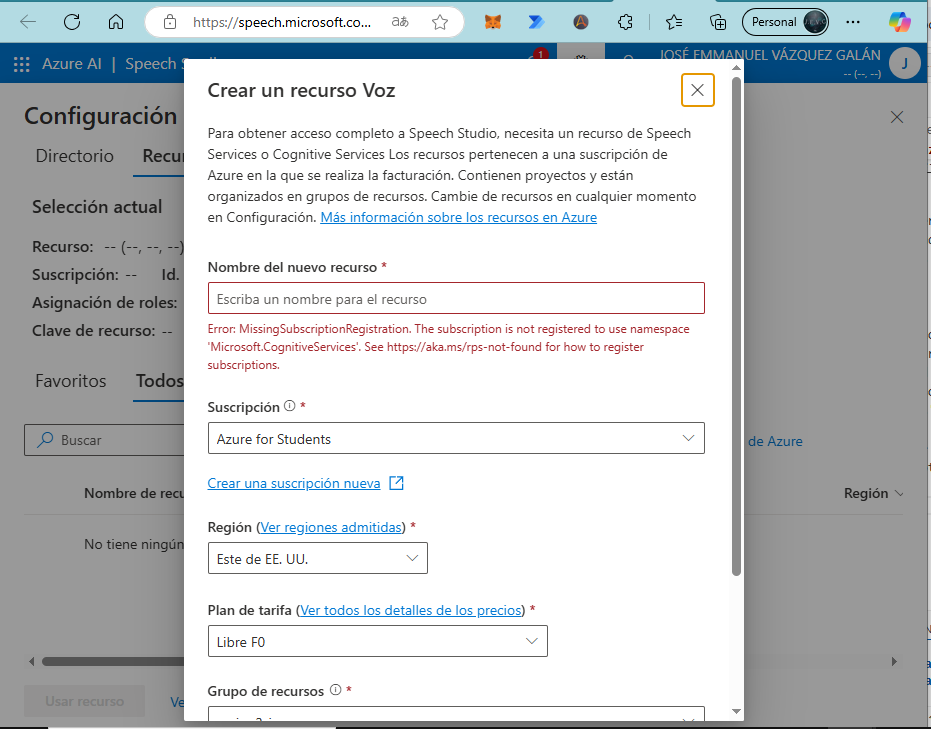 https://speech.microsoft.co...
Personal
Azure AI | Speech
1
JOSÉ EMMANUEL VÁZQUEZ GALÁN
-- (--, --)
J
Configuración
Directorio
Selección actual
Recurso: -- (--, --, --)
Suscripción: -- Id.
Asignación de roles:
Clave de recurso: --
Favoritos Todos
Buscar
de Azure
Nombre de recu
Región
No tiene ningún
Usar recurso
Crear un recurso Voz
Para obtener acceso completo a Speech Studio, necesita un recurso de Speech
Services o Cognitive Services Los recursos pertenecen a una suscripción de
Azure en la que se realiza la facturación. Contienen proyectos y están
organizados en grupos de recursos. Cambie de recursos en cualquier momento
en Configuración. Más información sobre los recursos en Azure
Nombre del nuevo recurso *
Escriba un nombre para el recurso
Error: MissingSubscriptionRegistration. The subscription is not registered to use namespace
'Microsoft.CognitiveServices'. See https://aka.ms/rps-not-found for how to register
subscriptions.
Suscripción *
Azure for Students
Crear una suscripción nueva
Región (Ver regiones admitidas) *
Este de EE. UU.
Plan de tarifa (Ver todos los detalles de los precios) *
Libre F0
Grupo de recursos *